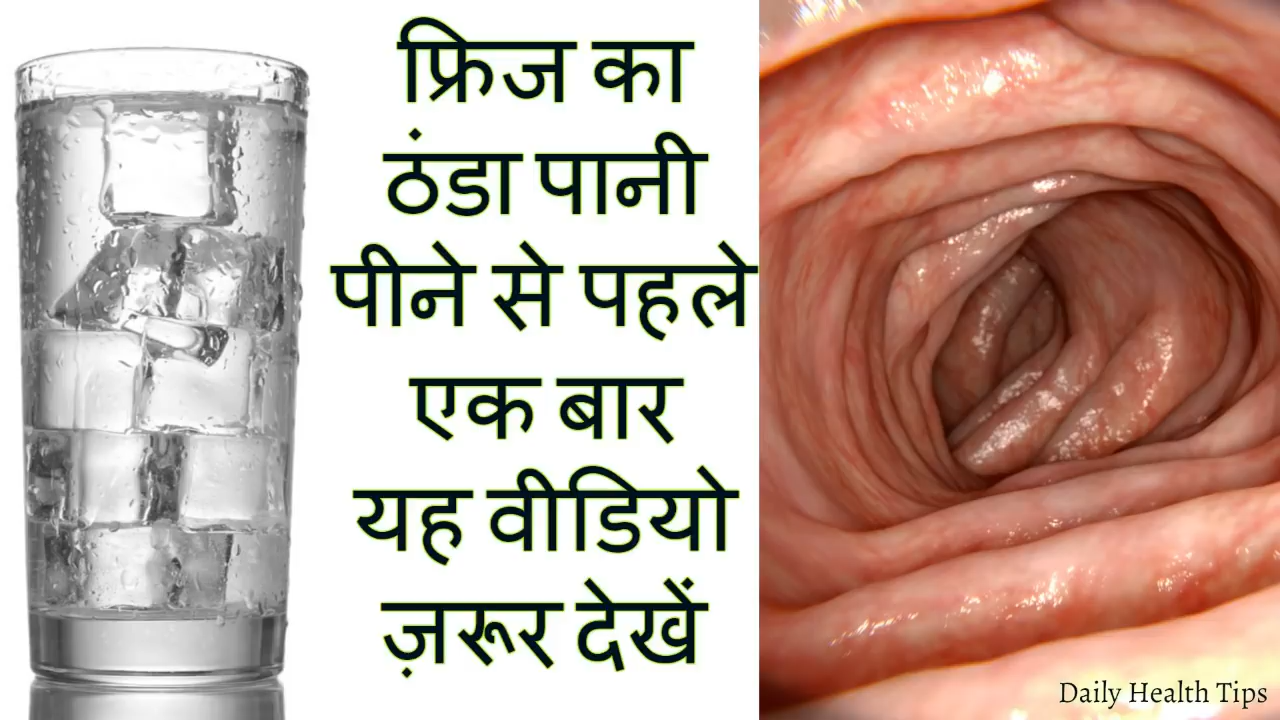 फ्रिज का
ठंडा पानी
पीने से पहले
एक बार
यह वीडियो
ज़रूर देखें
Daily Health Tips